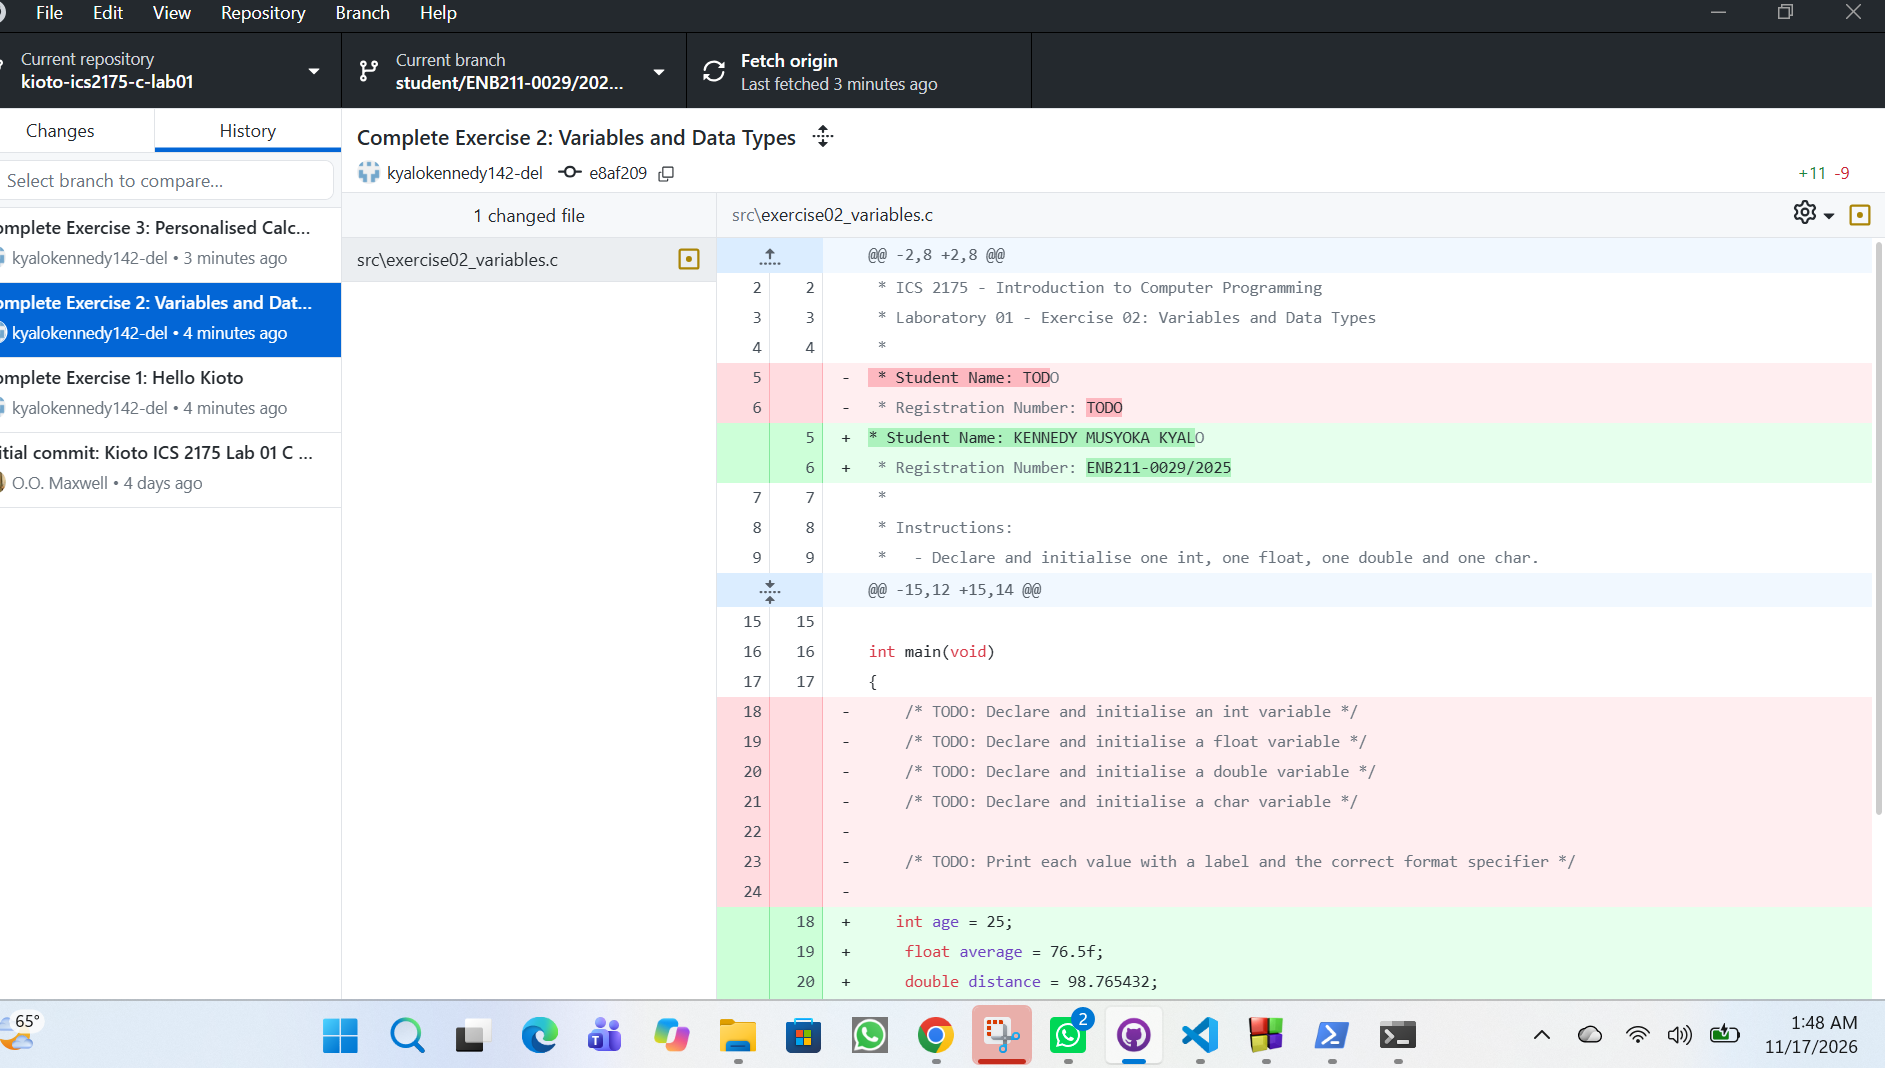 File Edit View Repository Branch Help
Current repository
kioto-ics2175-c-lab01
Current branch
student/ENB211-0029/202...
Fetch origin
Last fetched 3 minutes ago
Changes
History
Select branch to compare...
omplete Exercise 3: Personalised Calc...
kyalokennedy142-del • 3 minutes ago
omplete Exercise 2: Variables and Dat...
kyalokennedy142-del • 4 minutes ago
omplete Exercise 1: Hello Kioto
kyalokennedy142-del • 4 minutes ago
itial commit: Kioto ICS 2175 Lab 01 C ...
O.O. Maxwell • 4 days ago
Complete Exercise 2: Variables and Data Types
kyalokennedy142-del e8af209 +11 -9
1 changed file
src\exercise02_variables.c
src\exercise02_variables.c
@@ -2,8 +2,8 @@
2 2 * ICS 2175 - Introduction to Computer Programming
3 3 * Laboratory 01 - Exercise 02: Variables and Data Types
4 4 *
5 - * Student Name: TODO
6 - * Registration Number: TODO
5 + * Student Name: KENNEDY MUSYOKA KYALO
6 + * Registration Number: ENB211-0029/2025
7 7 *
8 8 * Instructions:
9 9 * - Declare and initialise one int, one float, one double and one char.
@@ -15,12 +15,14 @@
15 15
16 16 int main(void)
17 17 {
18 - /* TODO: Declare and initialise an int variable */
19 - /* TODO: Declare and initialise a float variable */
20 - /* TODO: Declare and initialise a double variable */
21 - /* TODO: Declare and initialise a char variable */
22 -
23 - /* TODO: Print each value with a label and the correct format specifier */
24 -
18 + int age = 25;
19 + float average = 76.5f;
20 + double distance = 98.765432;
65°
2
1:48 AM
11/17/2026